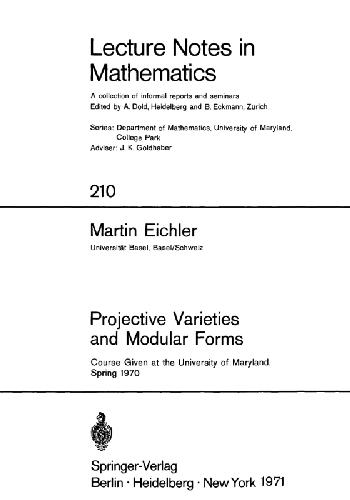 Lecture Notes in
Mathematics
A collection of informal reports and seminars
Edited by A. Dold, Heidelberg and B. Eckmann, Zürich
Series: Department of Mathematics, University of Maryland,
College Park
Adviser: J. K. Goldhaber
210
Martin Eichler
Universität Basel, Basel/Schweiz
Projective Varieties
and Modular Forms
Course Given at the University of Maryland,
Spring 1970
Springer-Verlag
Berlin · Heidelberg · New York 1971